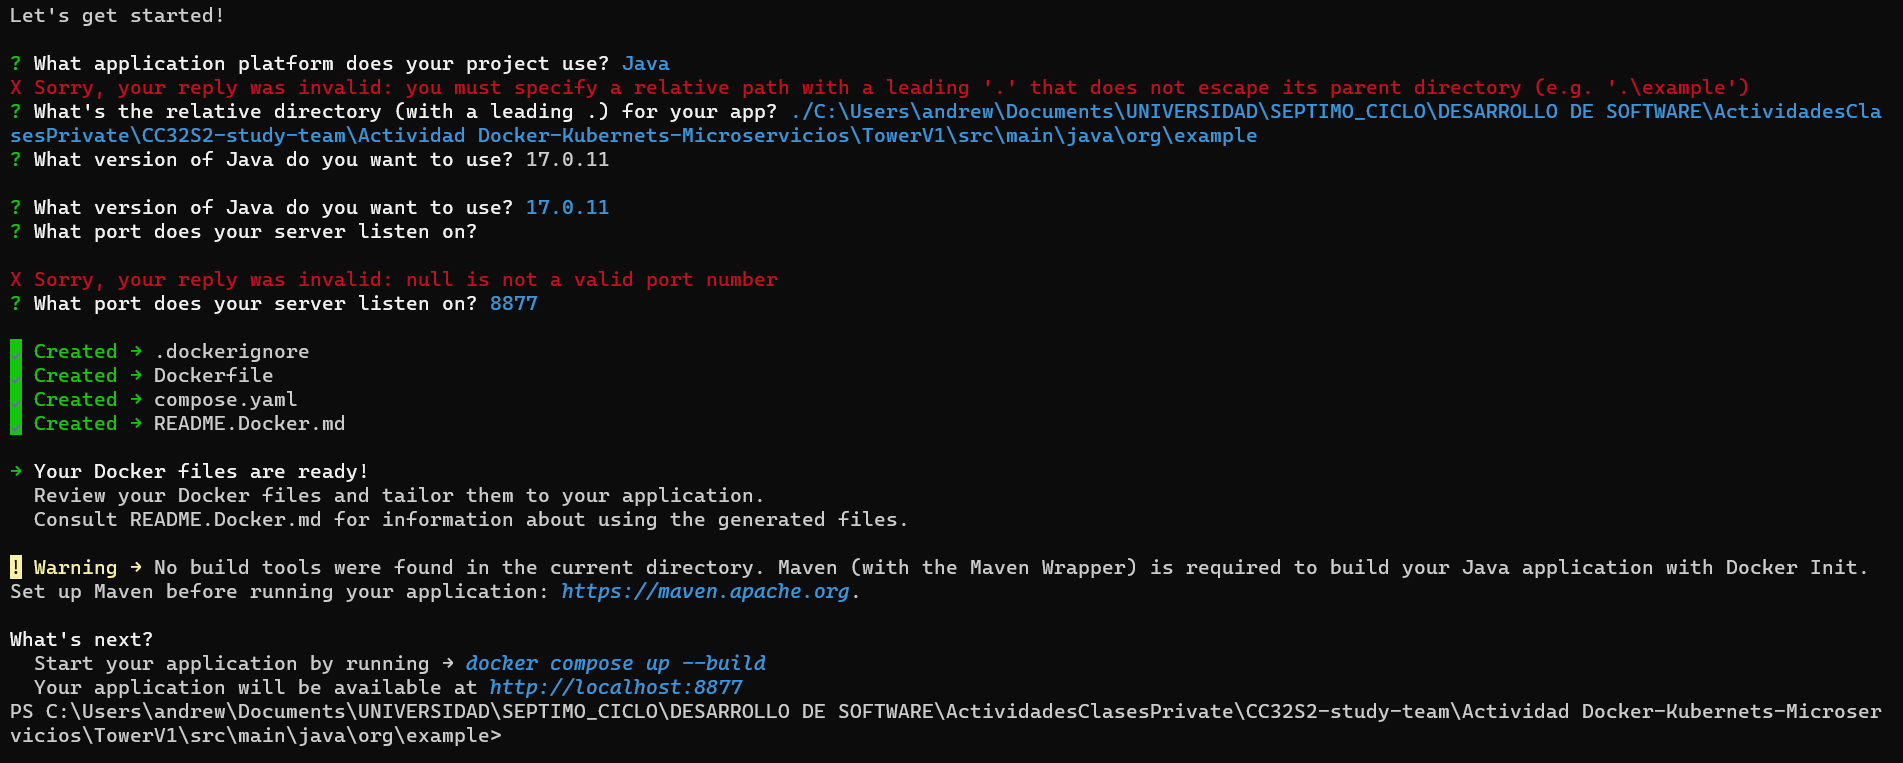 Let's get started!
? What application platform does your project use? Java
X Sorry, your reply was invalid: you must specify a relative path with a leading '.' that does not escape its parent directory (e.g. '.\example')
? What's the relative directory (with a leading .) for your app? ./C:\Users\andrew\Documents\UNIVERSIDAD\SEPTIMO_CICLO\DESARROLLO DE SOFTWARE\ActividadesCla
sesPrivate\CC32S2-study-team\Actividad Docker-Kubernets-Microservicios\TowerV1\src\main\java\org\example
? What version of Java do you want to use? 17.0.11
? What version of Java do you want to use? 17.0.11
? What port does your server listen on?
X Sorry, your reply was invalid: null is not a valid port number
? What port does your server listen on? 8877
✓ Created → .dockerignore
✓ Created → Dockerfile
✓ Created → compose.yaml
✓ Created → README.Docker.md
→ Your Docker files are ready!
Review your Docker files and tailor them to your application.
Consult README.Docker.md for information about using the generated files.
! Warning → No build tools were found in the current directory. Maven (with the Maven Wrapper) is required to build your Java application with Docker Init.
Set up Maven before running your application: https://maven.apache.org.
What's next?
Start your application by running → docker compose up --build
Your application will be available at http://localhost:8877
PS C:\Users\andrew\Documents\UNIVERSIDAD\SEPTIMO_CICLO\DESARROLLO DE SOFTWARE\ActividadesClasesPrivate\CC32S2-study-team\Actividad Docker-Kubernets-Microser
vicios\TowerV1\src\main\java\org\example>